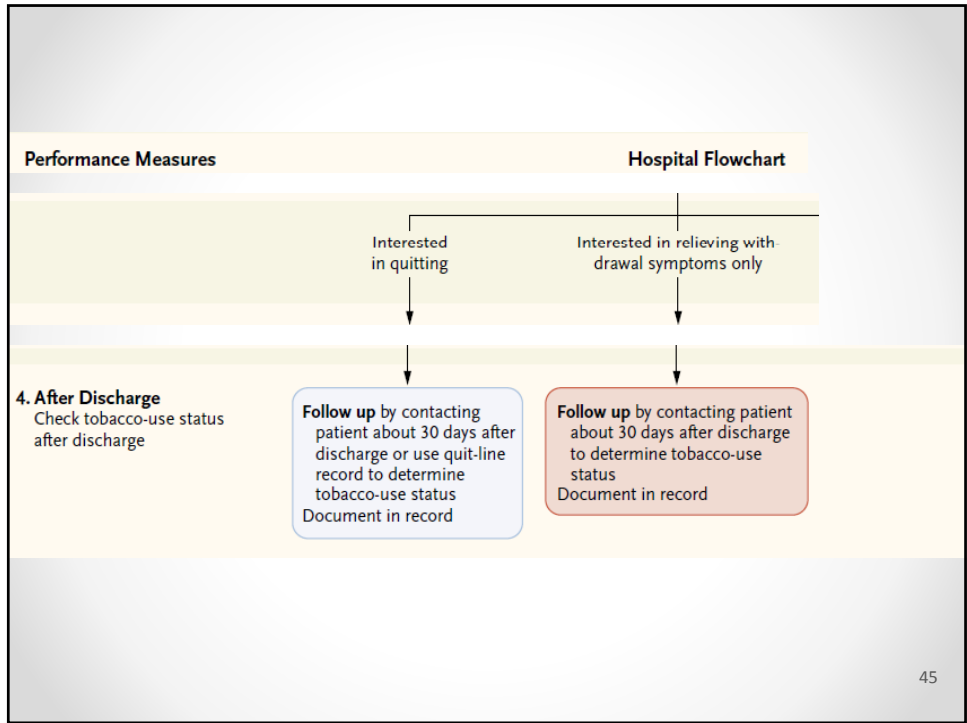 Performance Measures
Hospital Flowchart
Interested
in quitting
Interested in relieving with-
drawal symptoms only
4. After Discharge
Check tobacco-use status
after discharge
Follow up by contacting
patient about 30 days after
discharge or use quit-line
record to determine
tobacco-use status
Document in record
Follow up by contacting patient
about 30 days after discharge
to determine tobacco-use
status
Document in record
45